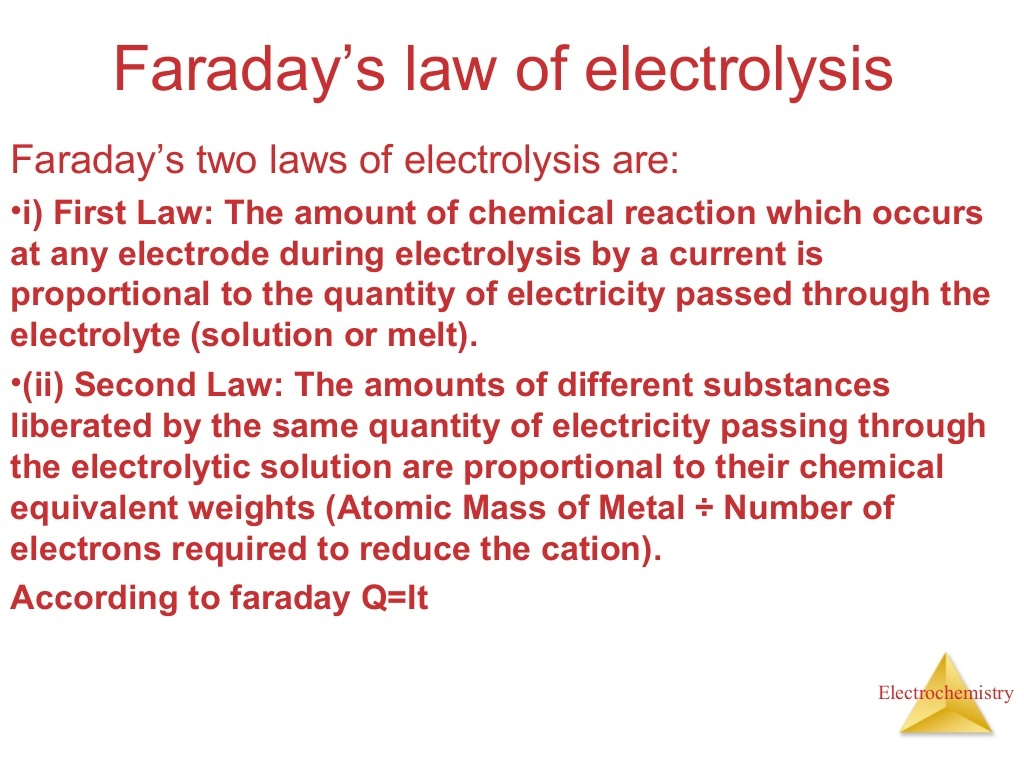 Faraday’s law of electrolysis
Faraday’s two laws of electrolysis are:
•i) First Law: The amount of chemical reaction which occurs
at any electrode during electrolysis by a current is
proportional to the quantity of electricity passed through the
electrolyte (solution or melt).
•(ii) Second Law: The amounts of different substances
liberated by the same quantity of electricity passing through
the electrolytic solution are proportional to their chemical
equivalent weights (Atomic Mass of Metal ÷ Number of
electrons required to reduce the cation).
According to faraday Q=It
Electrochemistry